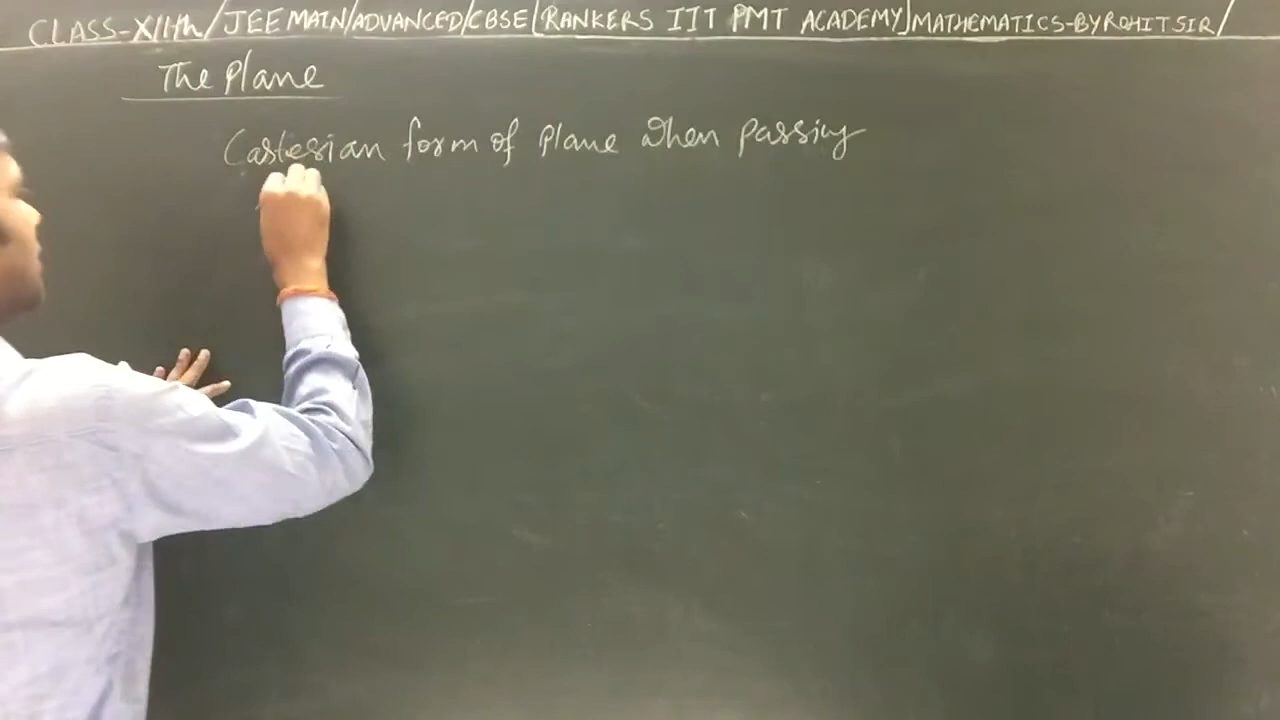 CLASS-XIIth/JEE MAIN/ADVANCED/CBSE[RANKERS IIT PMT ACADEMY]MATHEMATICS-BY ROHIT SIR/
The Plane
Cartesian form of Plane when passing